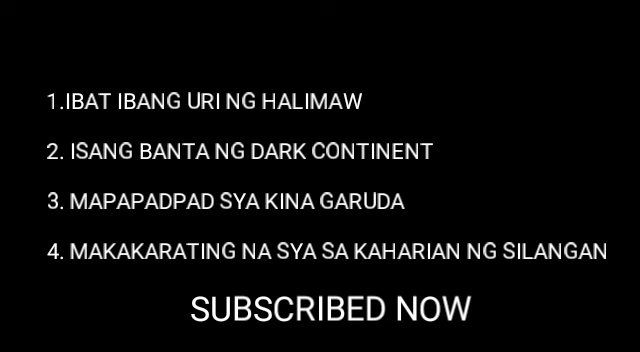 1.IBAT IBANG URI NG HALIMAW
2. ISANG BANTA NG DARK CONTINENT
3. MAPAPADPAD SYA KINA GARUDA
4. MAKAKARATING NA SYA SA KAHARIAN NG SILANGAN
SUBSCRIBED NOW